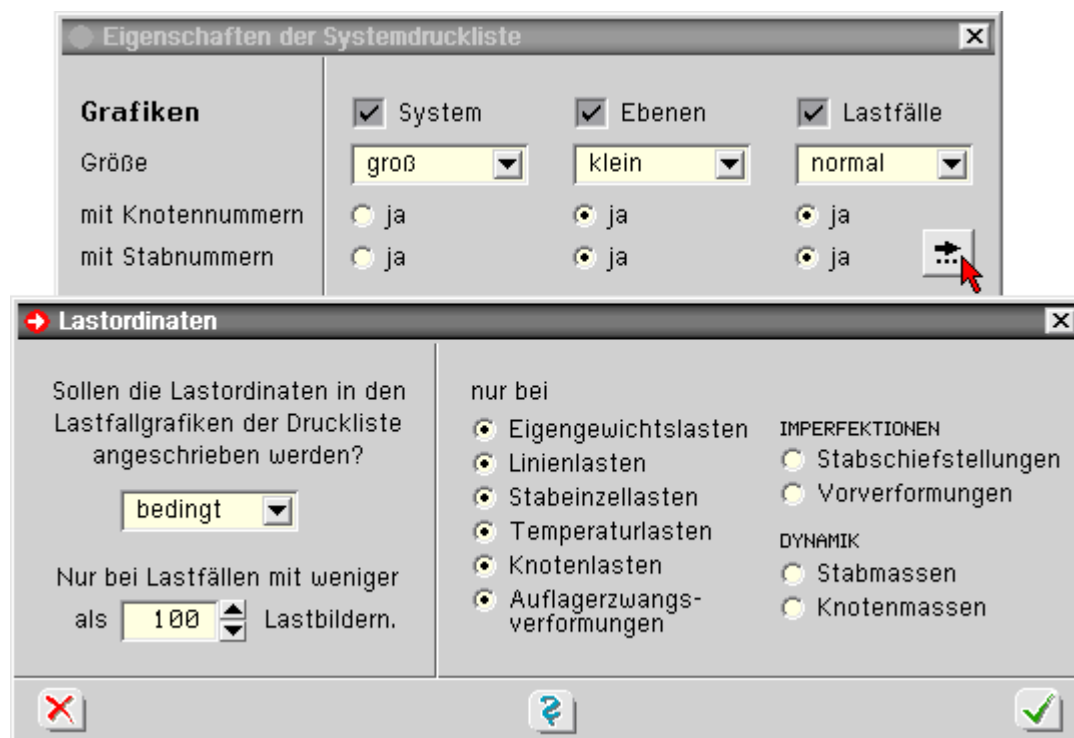 Eigenschaften der Systemdruckliste
Grafiken System Ebenen Lastfälle
Größe groß klein normal
mit Knotennummern ja ja ja
mit Stabnummern ja ja ja
Lastordinaten
Sollen die Lastordinaten in den
Lastfallgrafiken der Druckliste
angeschrieben werden?
bedingt
Nur bei Lastfällen mit weniger
als 100 Lastbildern.
nur bei
Eigengewichtslasten
Linienlasten
Stabeinzellasten
Temperaturlasten
Knotenlasten
Auflagerzwangs-
verformungen
IMPERFEKTIONEN
Stabschiefstellungen
Vorverformungen
DYNAMIK
Stabmassen
Knotenmassen